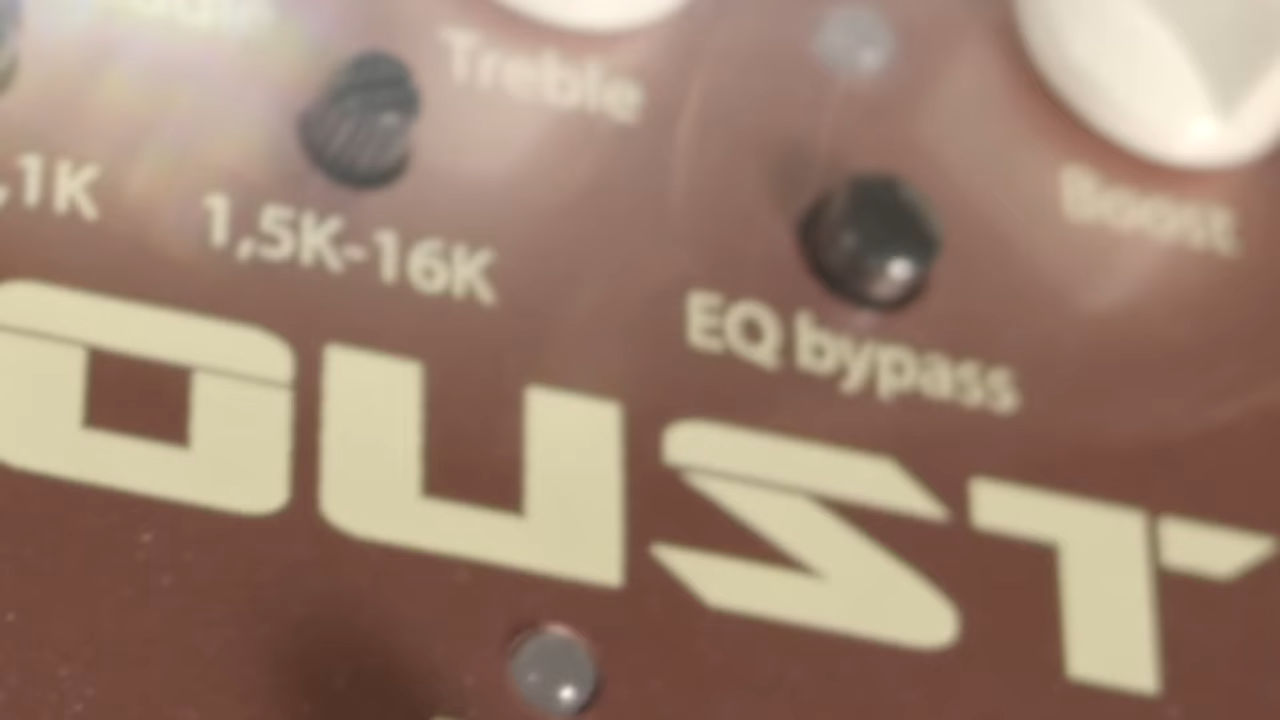 Treble
,1K
1,5K-16K
Boost
EQ bypass
OUST